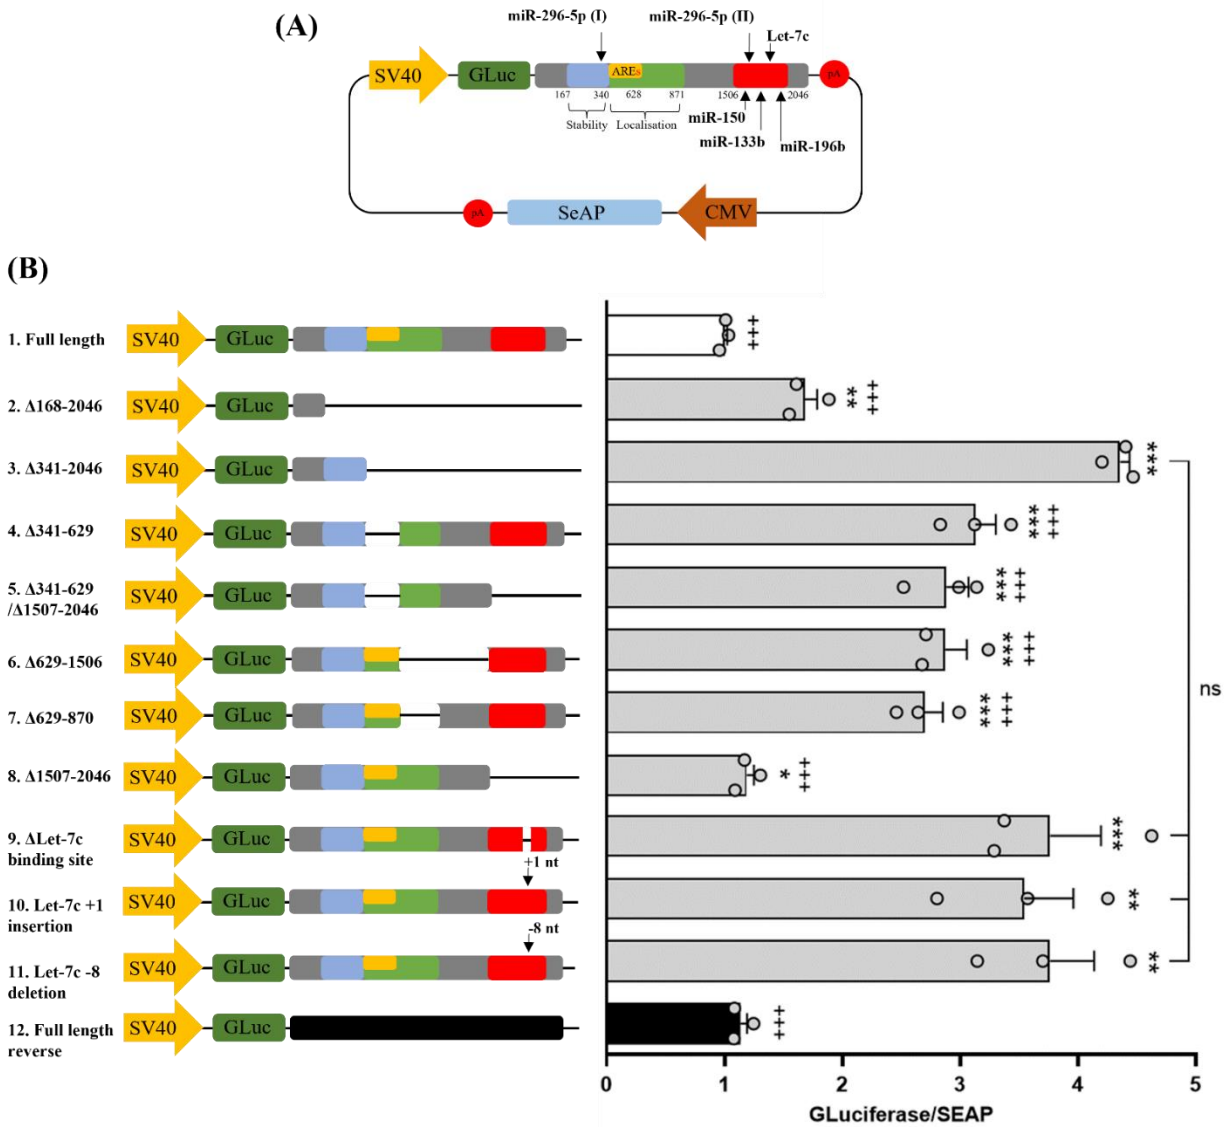 (A)
miR-296-5p (I)
miR-296-5p (II)
Let-7c
SV40
GLuc
AREs
pA
167
340
628
871
1506
2046
Stability
Localisation
miR-150
miR-133b
miR-196b
pA
SeAP
CMV
(B)
1. Full length
SV40
GLuc
+++
2. Δ168-2046
SV40
GLuc
**
+++
3. Δ341-2046
SV40
GLuc
***
4. Δ341-629
SV40
GLuc
***
+++
5. Δ341-629
/Δ1507-2046
SV40
GLuc
***
+++
6. Δ629-1506
SV40
GLuc
***
+++
7. Δ629-870
SV40
GLuc
***
+++
ns
8. Δ1507-2046
SV40
GLuc
*
+++
9. ΔLet-7c
binding site
SV40
GLuc
***
+1 nt
10. Let-7c +1
insertion
SV40
GLuc
**
-8 nt
11. Let-7c -8
deletion
SV40
GLuc
**
12. Full length
reverse
SV40
GLuc
+++
0
1
2
3
4
5
GLuciferase/SEAP